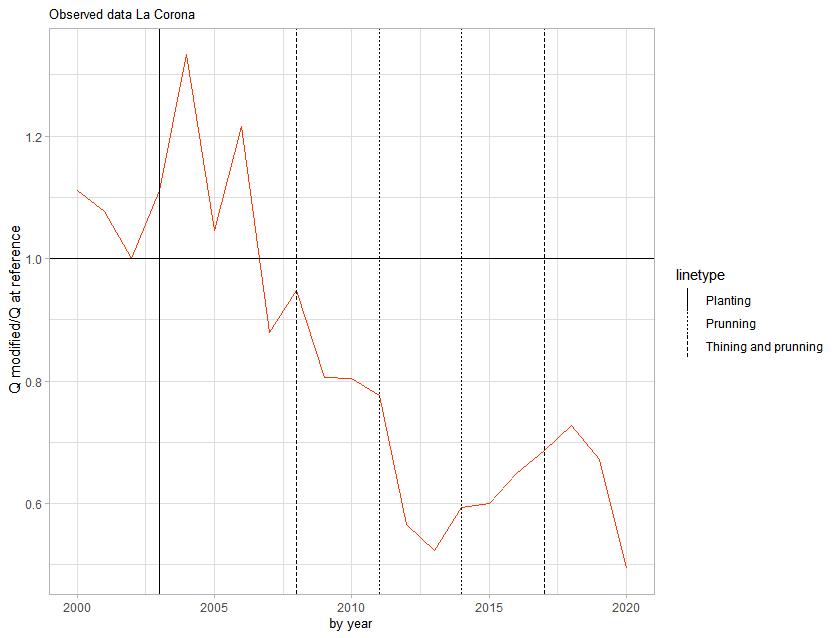 Observed data La Corona
Q modified/Q at reference
1.2
1.0
0.8
0.6
2000
2005
2010
2015
2020
by year
linetype
Planting
Prunning
Thining and prunning